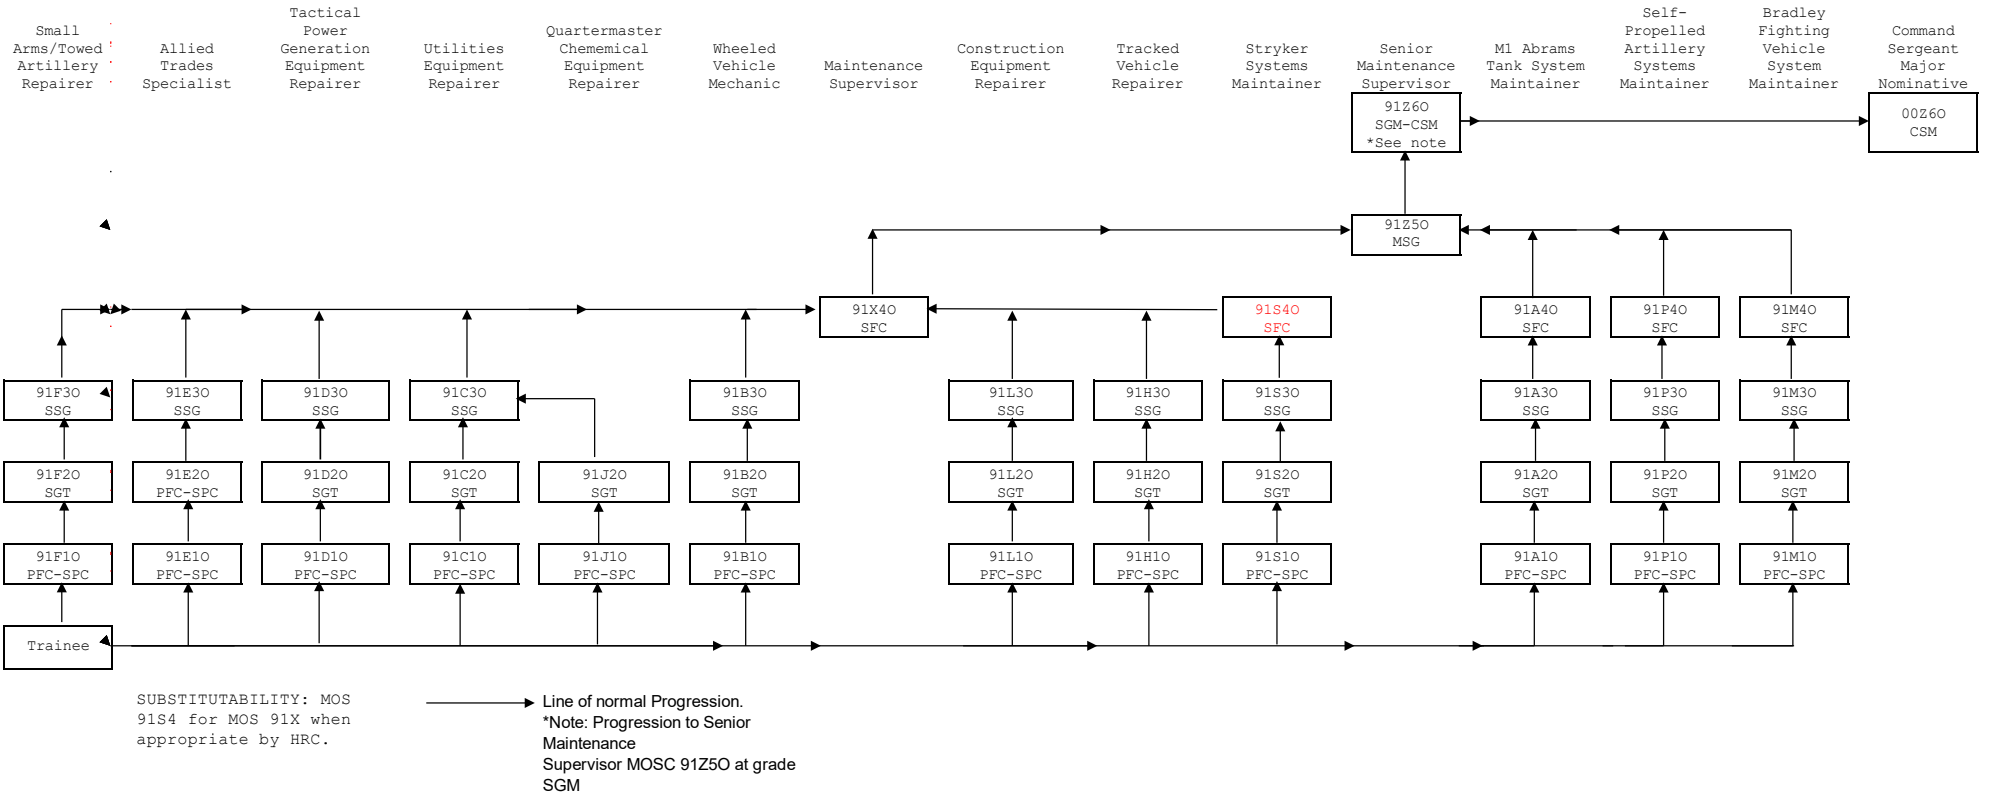 Small
Arms/Towed
Artillery
Repairer
Allied
Trades
Specialist
Tactical
Power
Generation
Equipment
Repairer
Utilities
Equipment
Repairer
Quartermaster
Chememical
Equipment
Repairer
Wheeled
Vehicle
Mechanic
Maintenance
Supervisor
Construction
Equipment
Repairer
Tracked
Vehicle
Repairer
Stryker
Systems
Maintainer
Senior
Maintenance
Supervisor
M1 Abrams
Tank System
Maintainer
Self-
Propelled
Artillery
Systems
Maintainer
Bradley
Fighting
Vehicle
System
Maintainer
Command
Sergeant
Major
Nominative
91Z6O
SGM-CSM
*See note
00Z6O
CSM
91Z5O
MSG
91X4O
SFC
91S4O
SFC
91A4O
SFC
91P4O
SFC
91M4O
SFC
91F3O
SSG
91E3O
SSG
91D3O
SSG
91C3O
SSG
91B3O
SSG
91L3O
SSG
91H3O
SSG
91S3O
SSG
91A3O
SSG
91P3O
SSG
91M3O
SSG
91F2O
SGT
91E2O
PFC-SPC
91D2O
SGT
91C2O
SGT
91J2O
SGT
91B2O
SGT
91L2O
SGT
91H2O
SGT
91S2O
SGT
91A2O
SGT
91P2O
SGT
91M2O
SGT
91F1O
PFC-SPC
91E1O
PFC-SPC
91D1O
PFC-SPC
91C1O
PFC-SPC
91J1O
PFC-SPC
91B1O
PFC-SPC
91L1O
PFC-SPC
91H1O
PFC-SPC
91S1O
PFC-SPC
91A1O
PFC-SPC
91P1O
PFC-SPC
91M1O
PFC-SPC
Trainee
SUBSTITUTABILITY: MOS
91S4 for MOS 91X when
appropriate by HRC.
Line of normal Progression.
*Note: Progression to Senior
Maintenance
Supervisor MOSC 91Z5O at grade
SGM